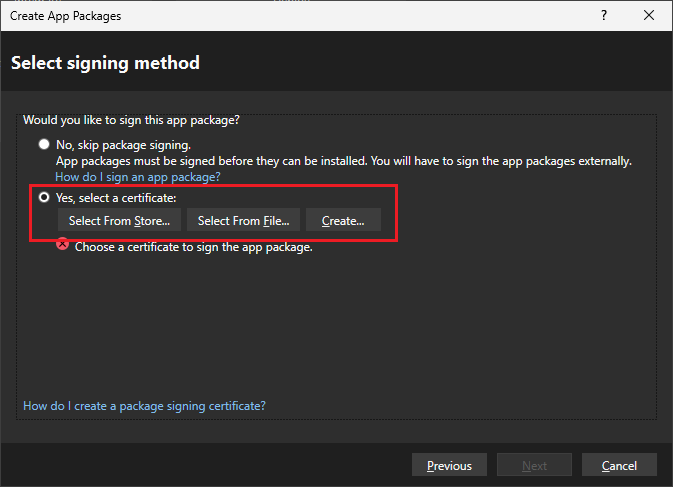 Create App Packages
?
Select signing method
Would you like to sign this app package?
No, skip package signing.
App packages must be signed before they can be installed. You will have to sign the app packages externally.
How do I sign an app package?
Yes, select a certificate:
Select From Store... Select From File... Create...
Choose a certificate to sign the app package.
How do I create a package signing certificate?
Previous Next Cancel